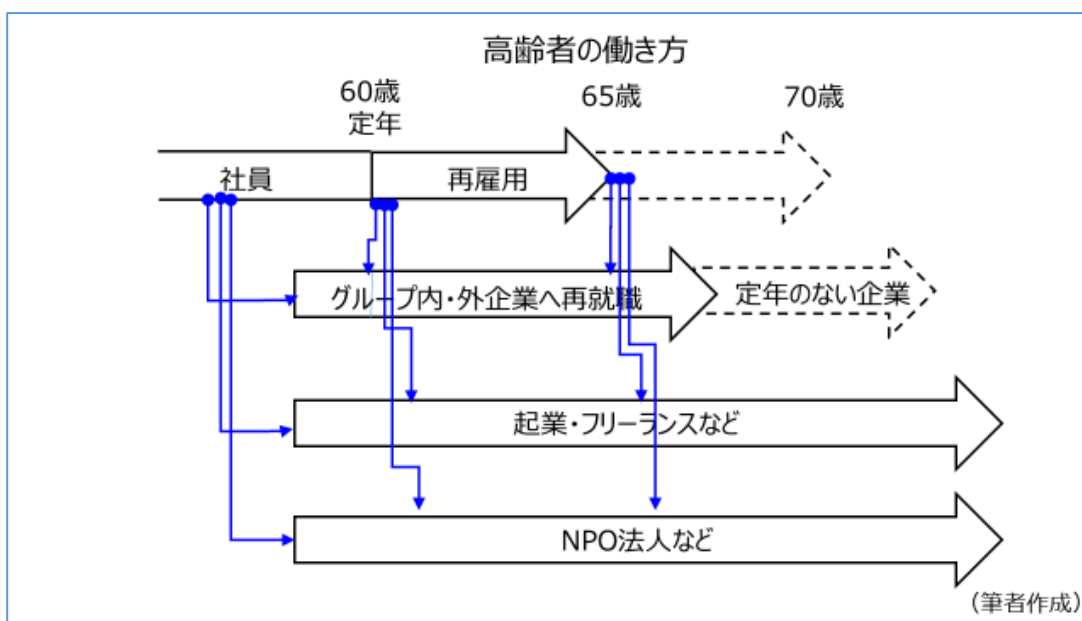 高齢者の働き方
60歳
定年
65歳
70歳
社員
再雇用
グループ内・外企業へ再就職
定年のない企業
起業・フリーランスなど
NPO法人など
（筆者作成）